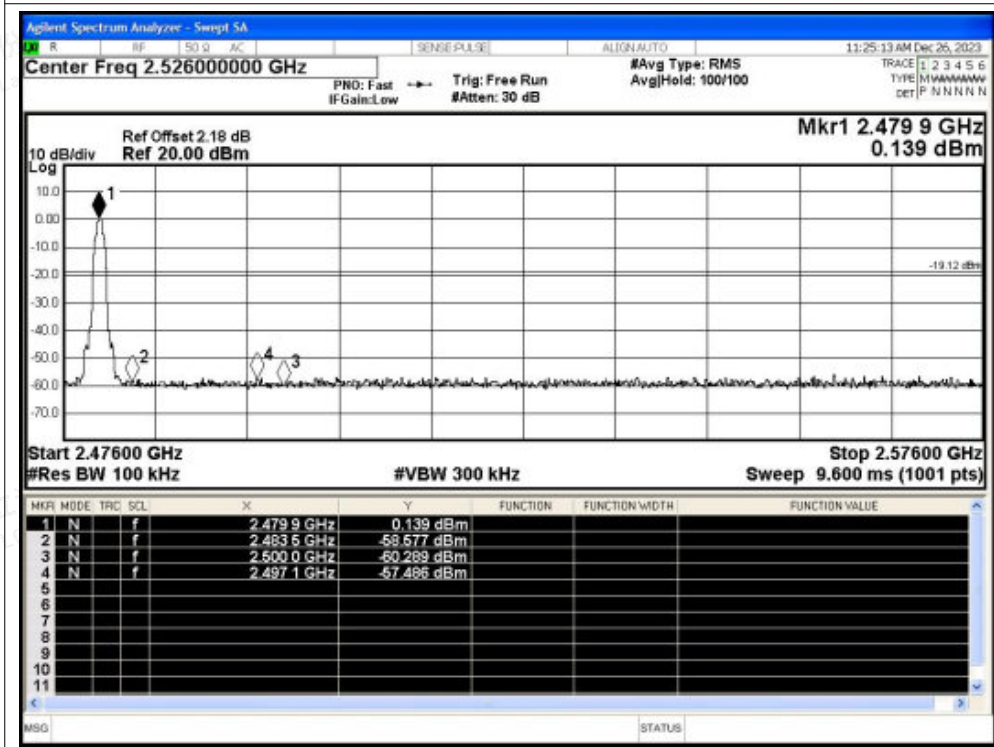 Agilent Spectrum Analyzer - Swept SA
R RF 50 Ω AC SENSE:PULSE ALIGNAUTO 11:25:13 AM Dec 26, 2023
Center Freq 2.526000000 GHz #Avg Type: RMS TRACE 1 2 3 4 5 6
PNO: Fast Trig: Free Run Avg|Hold: 100/100 TYPE M
IFGain:Low #Atten: 30 dB DET P N N N N N
Mkr1 2.479 9 GHz
Ref Offset 2.18 dB
10 dB/div Ref 20.00 dBm 0.139 dBm
Log
10.0
1
0.00
-10.0
-19.12 dBm
-20.0
-30.0
-40.0
-50.0
2 4 3
-60.0
-70.0
Start 2.47600 GHz Stop 2.57600 GHz
#Res BW 100 kHz #VBW 300 kHz Sweep 9.600 ms (1001 pts)
MKR MODE TRC SCL X Y FUNCTION FUNCTION WIDTH FUNCTION VALUE
1 N f 2.479 9 GHz 0.139 dBm
2 N f 2.483 5 GHz -58.577 dBm
3 N f 2.500 0 GHz -60.289 dBm
4 N f 2.497 1 GHz -57.486 dBm
5
6
7
8
9
10
11
MSG STATUS